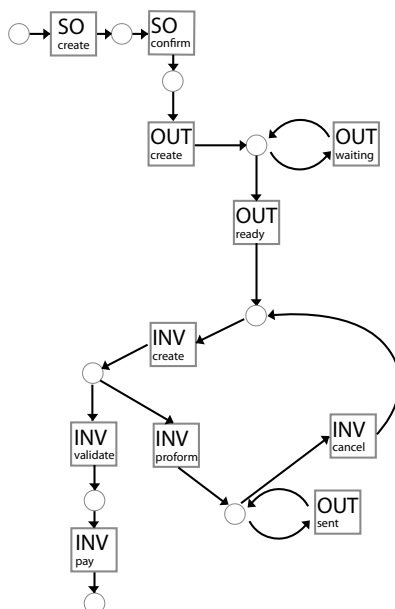 SO
create
SO
confirm
OUT
create
OUT
waiting
OUT
ready
INV
create
INV
validate
INV
proform
INV
cancel
OUT
sent
INV
pay